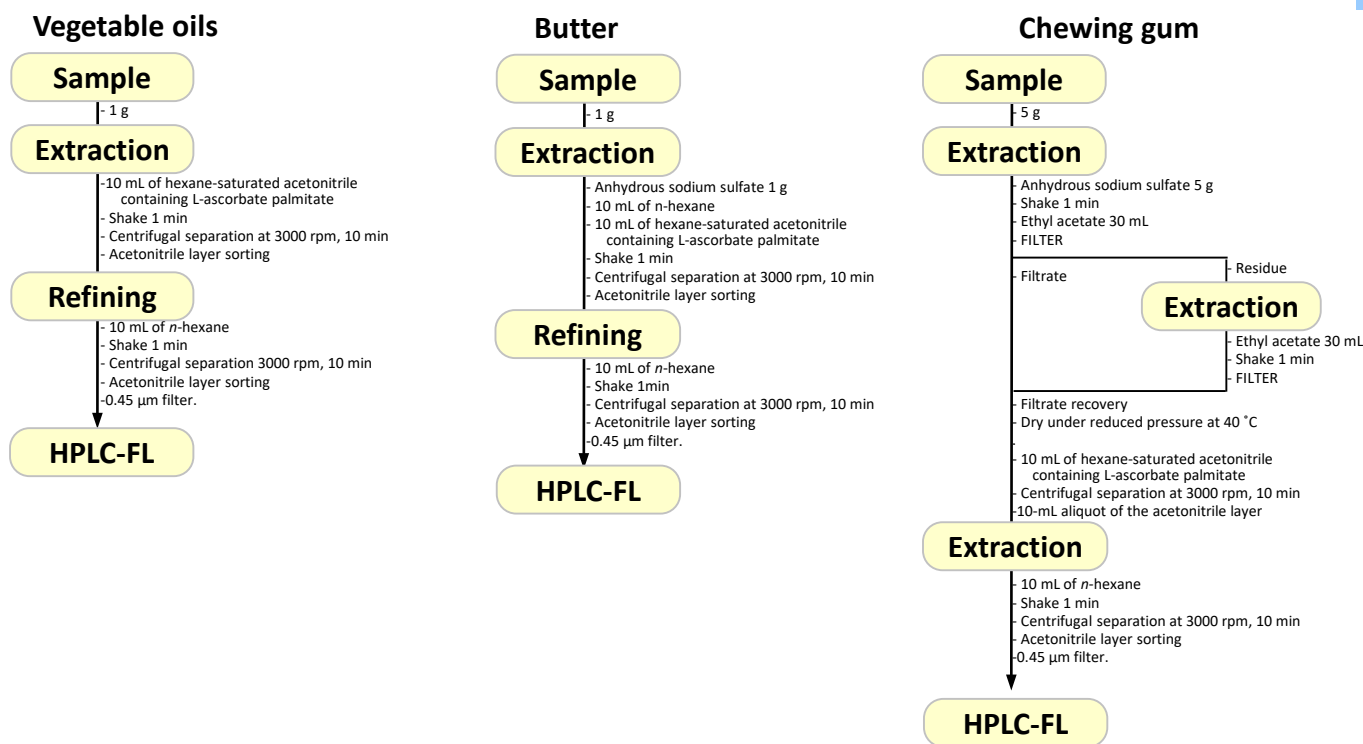 Vegetable oils
Sample
- 1 g
Extraction
-10 mL of hexane-saturated acetonitrile
containing L-ascorbate palmitate
- Shake 1 min
- Centrifugal separation at 3000 rpm, 10 min
- Acetonitrile layer sorting
Refining
- 10 mL of n-hexane
- Shake 1 min
- Centrifugal separation 3000 rpm, 10 min
- Acetonitrile layer sorting
-0.45 µm filter.
HPLC-FL
Butter
Sample
- 1 g
Extraction
- Anhydrous sodium sulfate 1 g
- 10 mL of n-hexane
- 10 mL of hexane-saturated acetonitrile
containing L-ascorbate palmitate
- Shake 1 min
- Centrifugal separation at 3000 rpm, 10 min
- Acetonitrile layer sorting
Refining
- 10 mL of n-hexane
- Shake 1min
- Centrifugal separation at 3000 rpm, 10 min
- Acetonitrile layer sorting
-0.45 µm filter.
HPLC-FL
Chewing gum
Sample
- 5 g
Extraction
- Anhydrous sodium sulfate 5 g
- Shake 1 min
- Ethyl acetate 30 mL
- FILTER
- Filtrate
- Residue
Extraction
- Ethyl acetate 30 mL
- Shake 1 min
- FILTER
- Filtrate recovery
- Dry under reduced pressure at 40 ˚C
-
- 10 mL of hexane-saturated acetonitrile
containing L-ascorbate palmitate
- Centrifugal separation at 3000 rpm, 10 min
-10-mL aliquot of the acetonitrile layer
Extraction
- 10 mL of n-hexane
- Shake 1 min
- Centrifugal separation at 3000 rpm, 10 min
- Acetonitrile layer sorting
-0.45 µm filter.
HPLC-FL